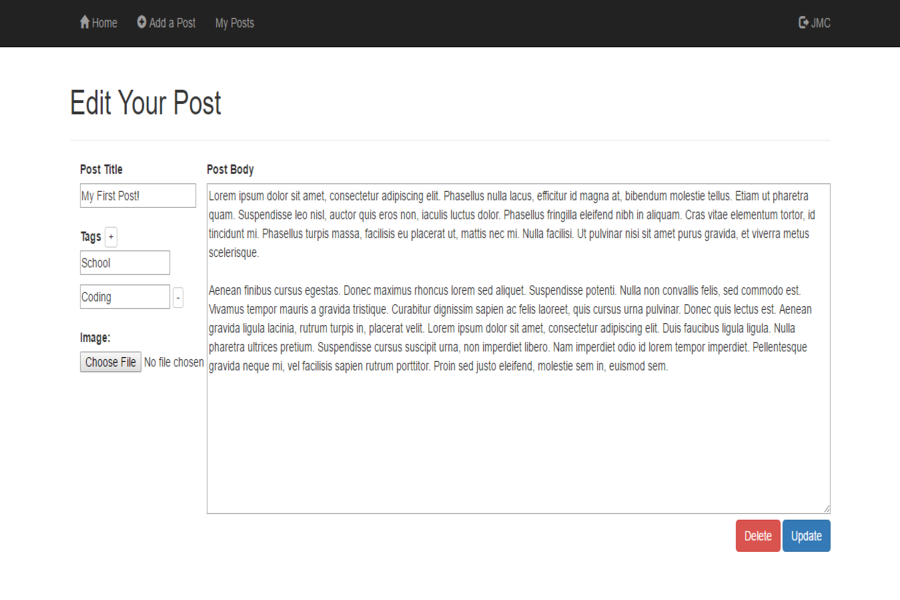 Home Add a Post My Posts JMC
Edit Your Post
Post Title
My First Post!
Tags +
School
Coding -
Image:
Choose File No file chosen
Post Body
Lorem ipsum dolor sit amet, consectetur adipiscing elit. Phasellus nulla lacus, efficitur id magna at, bibendum molestie tellus. Etiam ut pharetra
quam. Suspendisse leo nisl, auctor quis eros non, iaculis luctus dolor. Phasellus fringilla eleifend nibh in aliquam. Cras vitae elementum tortor, id
tincidunt mi. Phasellus turpis massa, facilisis eu placerat ut, mattis nec mi. Nulla facilisi. Ut pulvinar nisi sit amet purus gravida, et viverra metus
scelerisque.
Aenean finibus cursus egestas. Donec maximus rhoncus lorem sed aliquet. Suspendisse potenti. Nulla non convallis felis, sed commodo est.
Vivamus tempor mauris a gravida tristique. Curabitur dignissim sapien ac felis laoreet, quis cursus urna pulvinar. Donec quis lectus est. Aenean
gravida ligula lacinia, rutrum turpis in, placerat velit. Lorem ipsum dolor sit amet, consectetur adipiscing elit. Duis faucibus ligula ligula. Nulla
pharetra ultrices pretium. Suspendisse cursus suscipit urna, non imperdiet libero. Nam imperdiet odio id lorem tempor imperdiet. Pellentesque
gravida neque mi, vel facilisis sapien rutrum porttitor. Proin sed justo eleifend, molestie sem in, euismod sem.
Delete Update